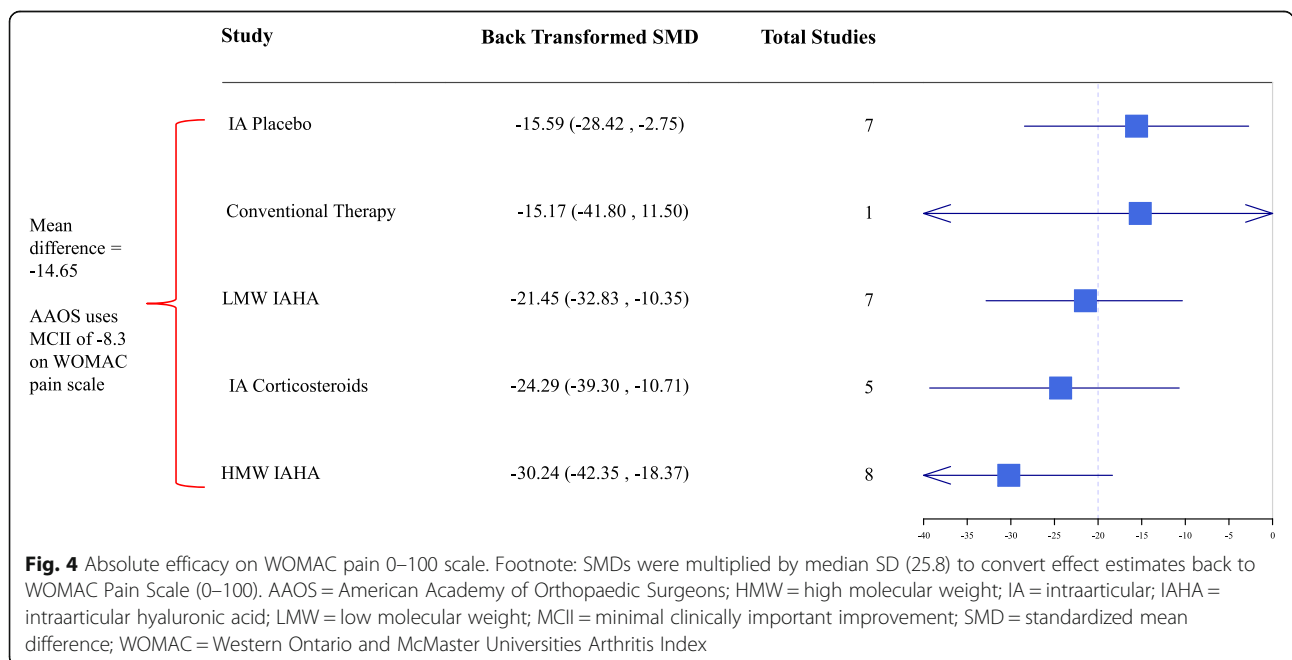 Study Back Transformed SMD Total Studies
IA Placebo -15.59 (-28.42 , -2.75) 7
Conventional Therapy -15.17 (-41.80 , 11.50) 1
Mean
difference =
-14.65
AAOS uses
MCII of -8.3
on WOMAC
pain scale
LMW IAHA -21.45 (-32.83 , -10.35) 7
IA Corticosteroids -24.29 (-39.30 , -10.71) 5
HMW IAHA -30.24 (-42.35 , -18.37) 8
-40 -35 -30 -25 -20 -15 -10 -5 0
Fig. 4 Absolute efficacy on WOMAC pain 0–100 scale. Footnote: SMDs were multiplied by median SD (25.8) to convert effect estimates back to
WOMAC Pain Scale (0–100). AAOS = American Academy of Orthopaedic Surgeons; HMW = high molecular weight; IA = intraarticular; IAHA =
intraarticular hyaluronic acid; LMW = low molecular weight; MCII = minimal clinically important improvement; SMD = standardized mean
difference; WOMAC = Western Ontario and McMaster Universities Arthritis Index